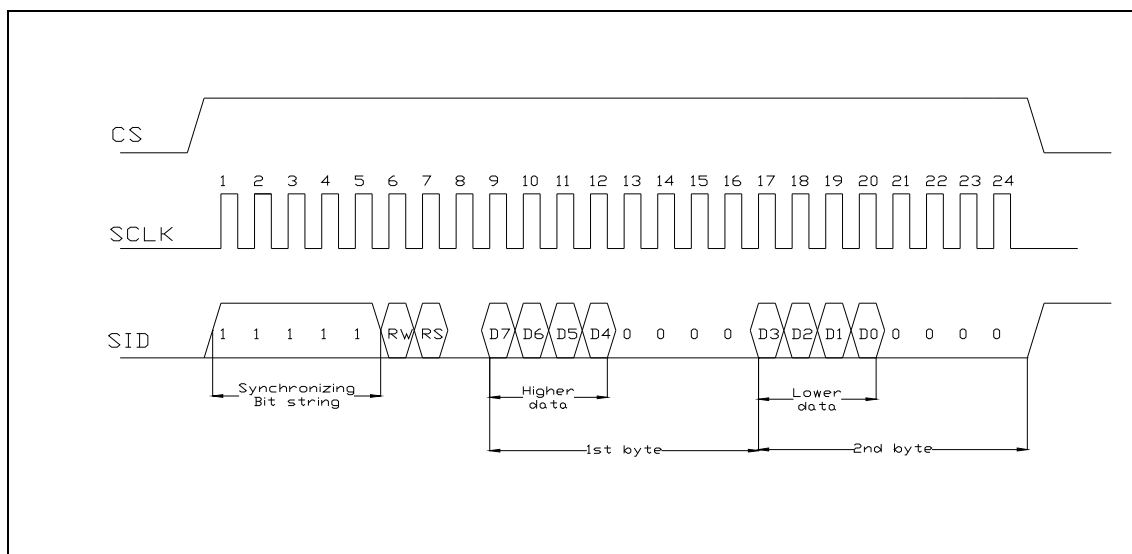 CS
1 2 3 4 5 6 7 8 9 10 11 12 13 14 15 16 17 18 19 20 21 22 23 24
SCLK
SID 1 1 1 1 1 RW RS D7 D6 D5 D4 0 0 0 0 D3 D2 D1 D0 0 0 0 0
Synchronizing
Bit string
Higher
data
Lower
data
1st byte
2nd byte